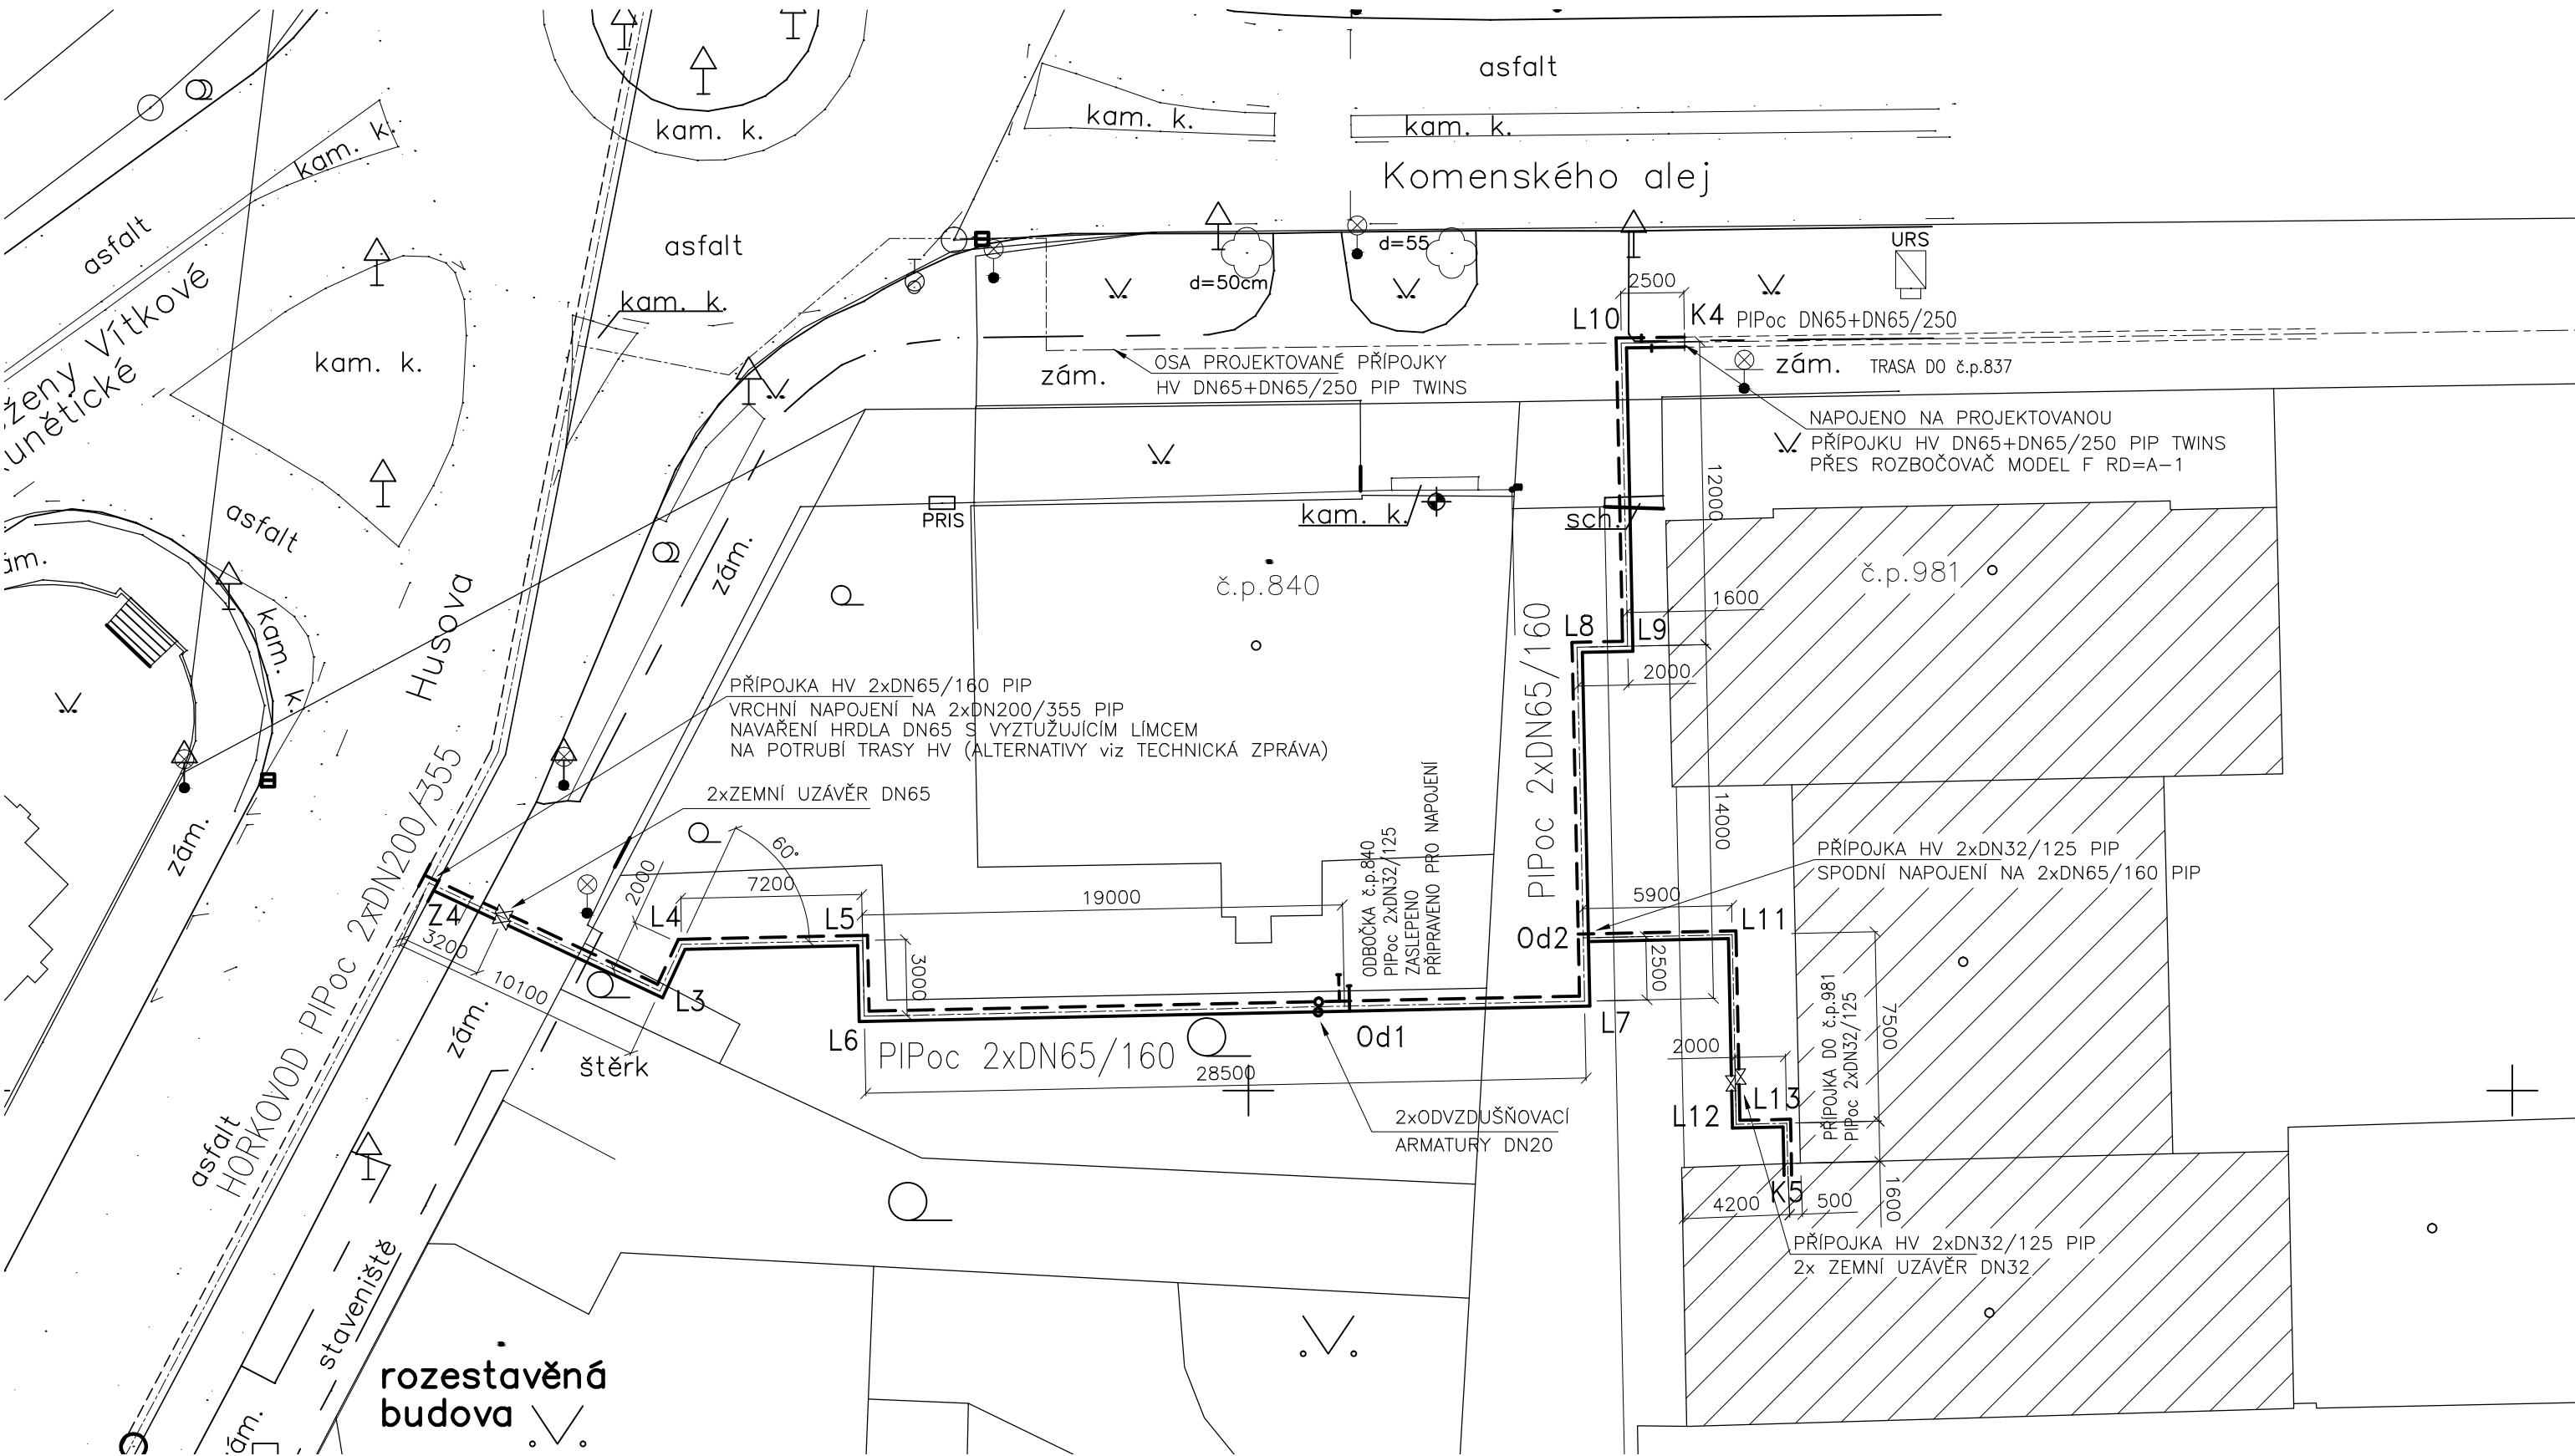 asfalt
kam. k.
kam. k.
kam. k.
kam. k.
Komenského alej
asfalt
asfalt
kam. k.
d=55
d=50cm
URS
2500
L10
K4
PIPoc DN65+DN65/250
ženy Vítkové
unětické
kam. k.
OSA PROJEKTOVANÉ PŘÍPOJKY
HV DN65+DN65/250 PIP TWINS
zám.
zám.
TRASA DO č.p.837
NAPOJENO NA PROJEKTOVANOU
PŘÍPOJKU HV DN65+DN65/250 PIP TWINS
PŘES ROZBOČOVAČ MODEL F RD=A-1
12000
asfalt
PRIS
kam. k.
sch.
zám.
ám.
č.p.840
č.p.981
1600
kam. k.
Husova
L8
L9
2000
PIPoc 2xDN65/160
PŘÍPOJKA HV 2xDN65/160 PIP
VRCHNÍ NAPOJENÍ NA 2xDN200/355 PIP
NAVAŘENÍ HRDLA DN65 S VYZTUŽUJÍCÍM LÍMCEM
NA POTRUBÍ TRASY HV (ALTERNATIVY viz TECHNICKÁ ZPRÁVA)
2xZEMNÍ UZÁVĚR DN65
zám.
HORKOVOD PIPoc 2xDN200/355
60°
2000
7200
19000
ODBOČKA č.p.840
PIPoc 2xDN32/125
ZASLEPENO
PŘIPRAVENO PRO NAPOJENÍ
14000
PŘÍPOJKA HV 2xDN32/125 PIP
SPODNÍ NAPOJENÍ NA 2xDN65/160 PIP
5900
Z4
L4
L5
L11
Od2
3200
10100
3000
2500
L3
L6
L7
Od1
zám.
štěrk
PIPoc 2xDN65/160
28500
PŘÍPOJKA DO č.p.981
PIPoc 2xDN32/125
7500
2000
L13
L12
2xODVZDUŠŇOVACÍ
ARMATURY DN20
asfalt
K5
4200
500
1600
PŘÍPOJKA HV 2xDN32/125 PIP
2x ZEMNÍ UZÁVĚR DN32
staveniště
rozestavěná
budova
zám.